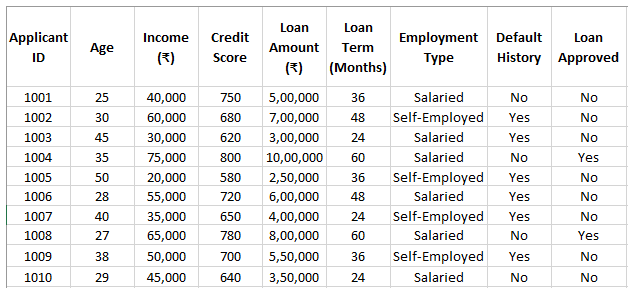 Applicant ID	Age	Income (₹)	Credit Score	Loan Amount (₹)	Loan Term (Months)	Employment Type	Default History	Loan Approved
1001	25	40,000	750	5,00,000	36	Salaried	No	No
1002	30	60,000	680	7,00,000	48	Self-Employed	Yes	No
1003	45	30,000	620	3,00,000	24	Salaried	Yes	No
1004	35	75,000	800	10,00,000	60	Salaried	No	Yes
1005	50	20,000	580	2,50,000	36	Self-Employed	Yes	No
1006	28	55,000	720	6,00,000	48	Salaried	Yes	No
1007	40	35,000	650	4,00,000	24	Self-Employed	Yes	No
1008	27	65,000	780	8,00,000	60	Salaried	No	Yes
1009	38	50,000	700	5,50,000	36	Self-Employed	Yes	No
1010	29	45,000	640	3,50,000	24	Salaried	No	No